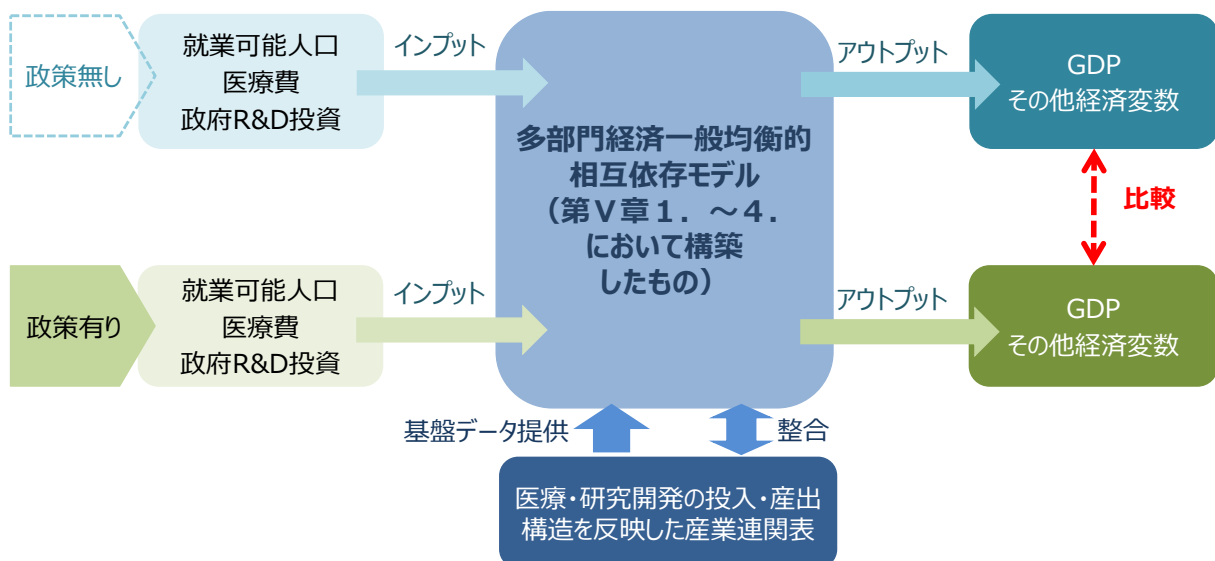 政策無し
就業可能人口
医療費
政府R&D投資
インプット
多部門経済一般均衡的
相互依存モデル
（第Ⅴ章１．～４．
において構築
したもの）
アウトプット
GDP
その他経済変数
比較
政策有り
就業可能人口
医療費
政府R&D投資
インプット
アウトプット
GDP
その他経済変数
基盤データ提供
整合
医療・研究開発の投入・産出
構造を反映した産業連関表